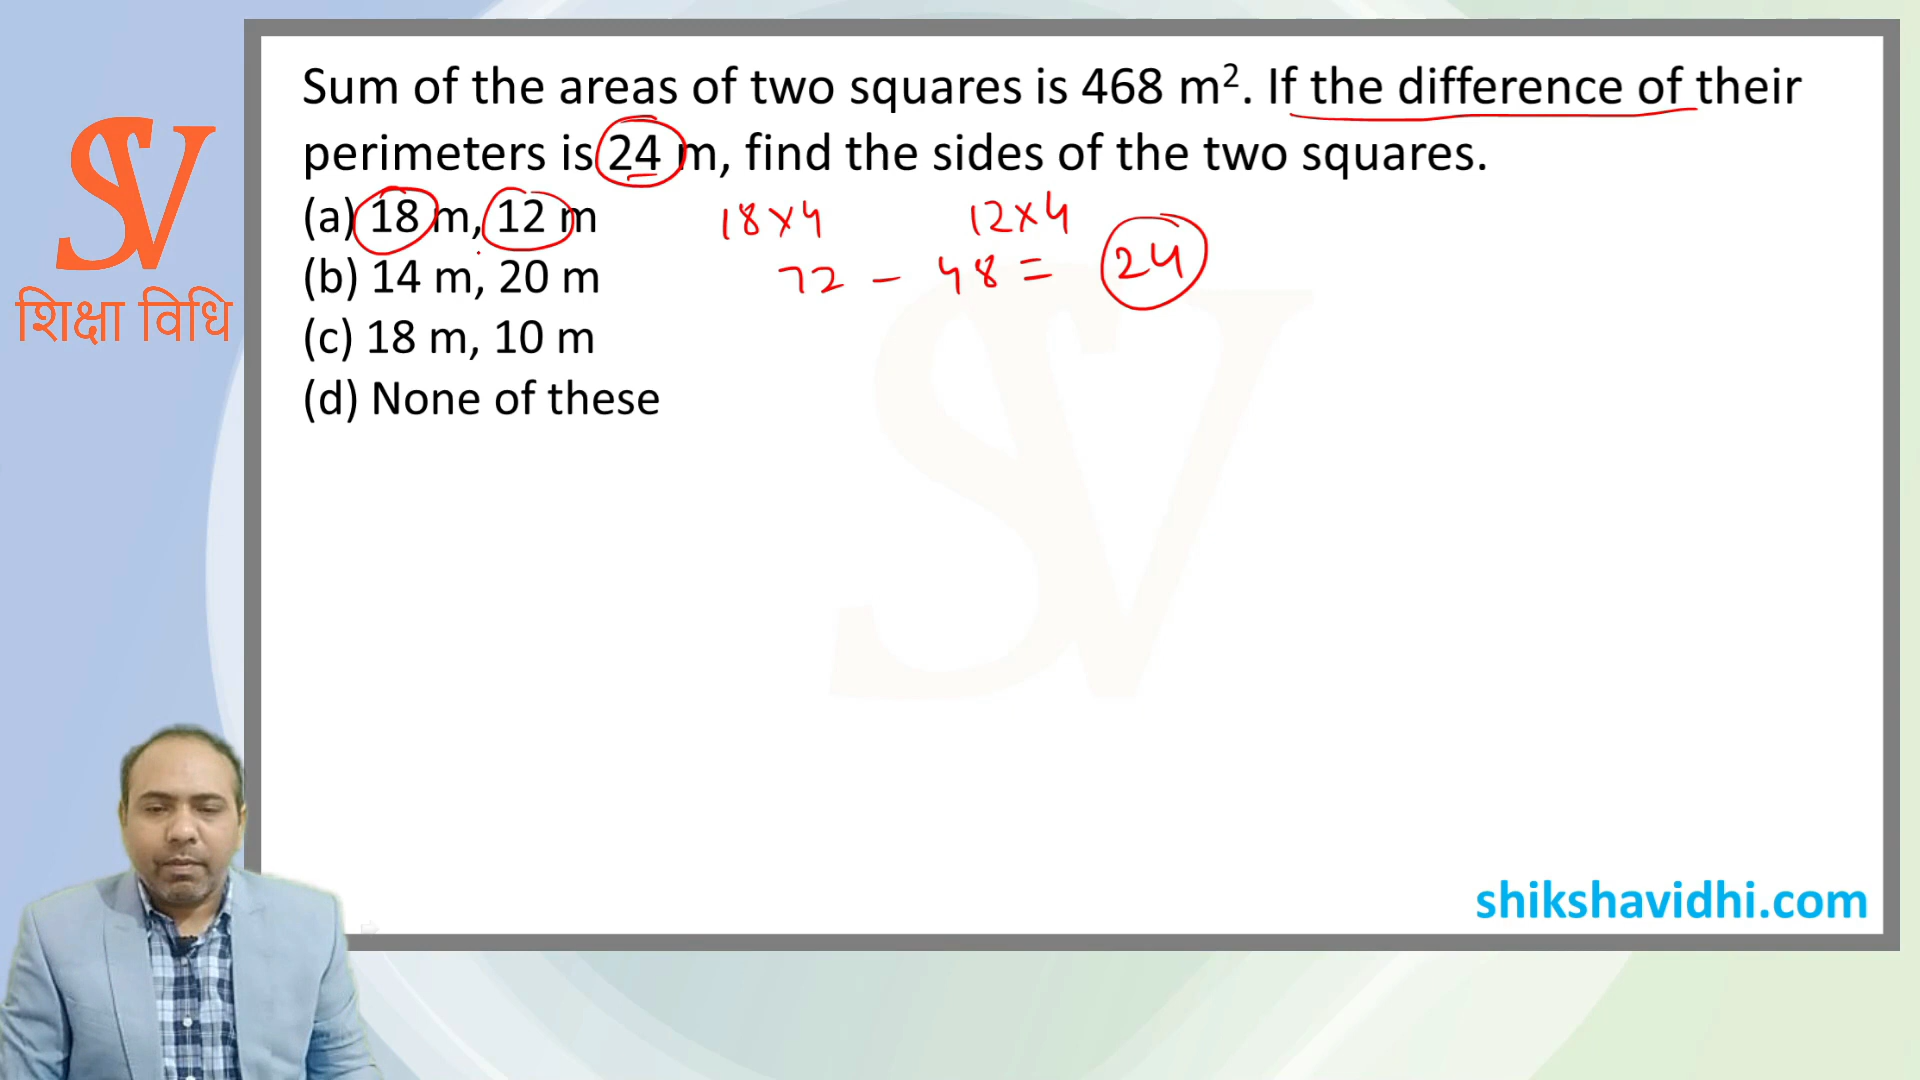 Sum of the areas of two squares is 468 m². If the difference of their
perimeters is 24 m, find the sides of the two squares.
(a) 18 m, 12 m
18×4 12×4
72 - 48 = 24
(b) 14 m, 20 m
(c) 18 m, 10 m
(d) None of these
SV
शिक्षा विधि
SV
shikshavidhi.com